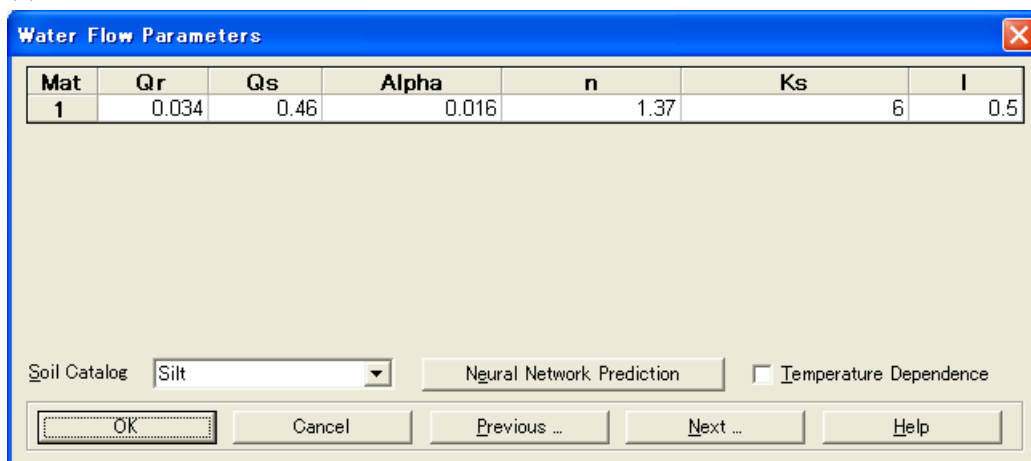 Water Flow Parameters
Mat Qr Qs Alpha n Ks l
1 0.034 0.46 0.016 1.37 6 0.5
Soil Catalog Silt Neural Network Prediction Temperature Dependence
OK Cancel Previous ... Next ... Help